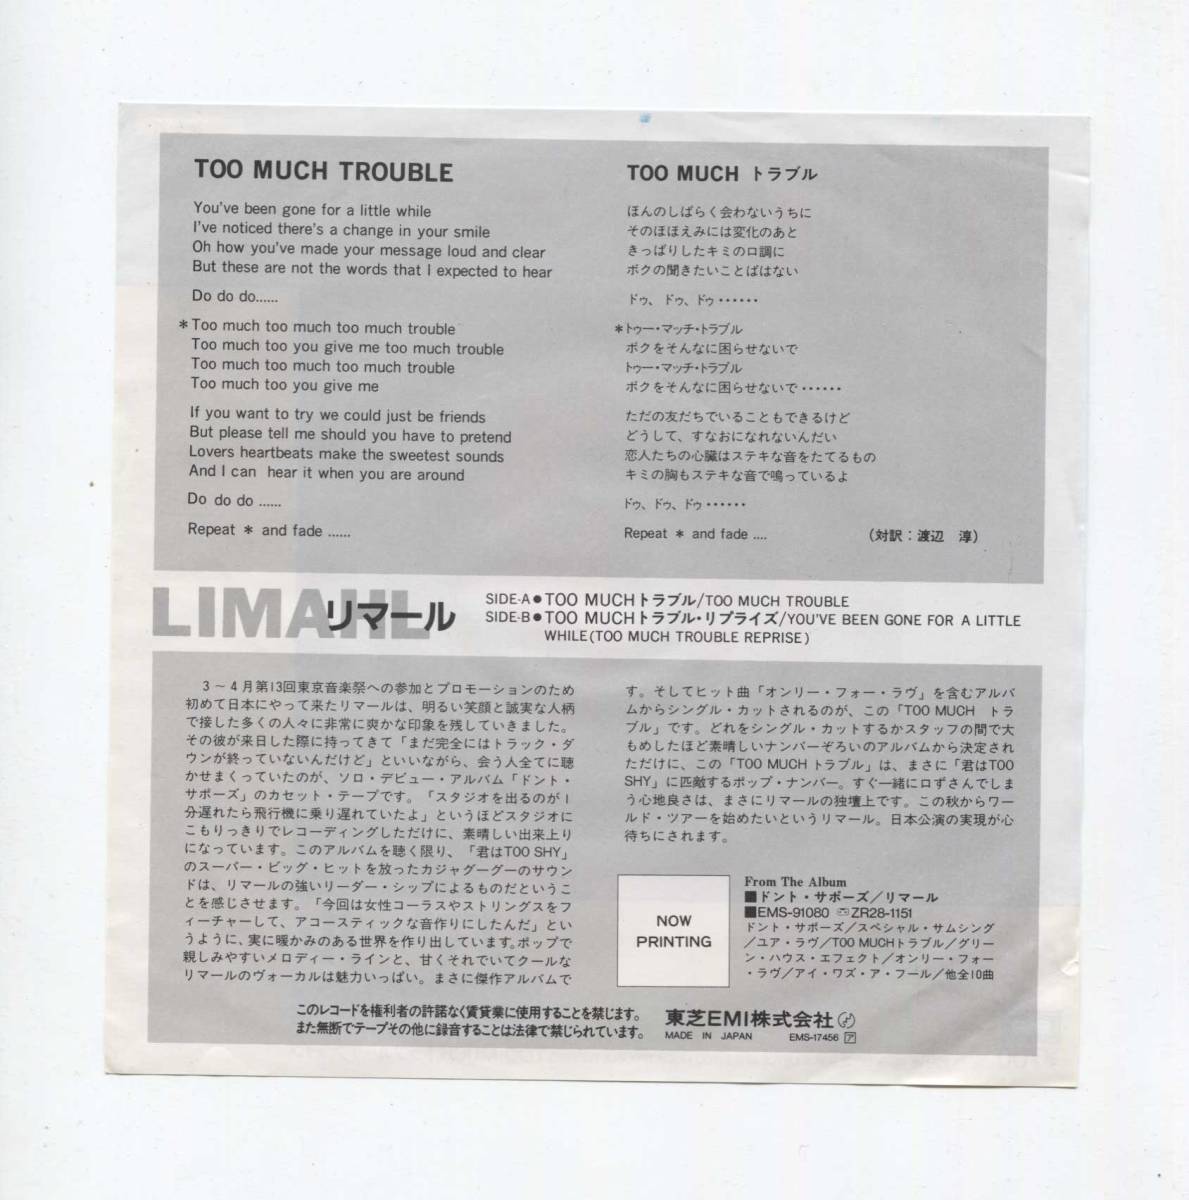 TOO MUCH TROUBLE
You've been gone for a little while
I've noticed there's a change in your smile
Oh how you've made your message loud and clear
But these are not the words that I expected to hear
Do do do......
*Too much too much too much trouble
Too much too you give me too much trouble
Too much too much too much trouble
Too much too you give me
If you want to try we could just be friends
But please tell me should you have to pretend
Lovers heartbeats make the sweetest sounds
And I can hear it when you are around
Do do do ......
Repeat * and fade ......
TOO MUCH トラブル
ほんのしばらく会わないうちに
そのほほえみには変化のあと
きっぱりしたキミの口調に
ボクの聞きたいことばはない
ドゥ、ドゥ、ドゥ……
*トゥー・マッチ・トラブル
ボクをそんなに困らせないで
トゥー・マッチ・トラブル
ボクをそんなに困らせないで……
ただの友だちでいることもできるけど
どうして、すなおになれないんだい
恋人たちの心臓はステキな音をたてるもの
キミの胸もステキな音で鳴っているよ
ドゥ、ドゥ、ドゥ……
Repeat * and fade ....
(対訳：渡辺 淳)
LIMAHL リマール
SIDE-A●TOO MUCHトラブル/TOO MUCH TROUBLE
SIDE-B●TOO MUCHトラブル・リプライズ/YOU'VE BEEN GONE FOR A LITTLE
WHILE(TOO MUCH TROUBLE REPRISE)
3～4月第13回東京音楽祭への参加とプロモーションのため
初めて日本にやって来たリマールは、明るい笑顔と誠実な人柄
で接した多くの人々に非常に爽かな印象を残していきました。
その彼が来日した際に持ってきて「まだ完全にはトラック・ダ
ウンが終っていないんだけど」といいながら、会う人全てに聴
かせまくっていたのが、ソロ・デビュー・アルバム「ドント・
サポーズ」のカセット・テープです。「スタジオを出るのが1
分遅れたら飛行機に乗り遅れていたよ」というほどスタジオに
こもりっきりでレコーディングしただけに、素晴しい出来上り
になっています。このアルバムを聴く限り、「君はTOO SHY」
のスーパー・ビッグ・ヒットを放ったカジャグーグーのサウン
ドは、リマールの強いリーダー・シップによるものだというこ
とを感じさせます。「今回は女性コーラスやストリングスをフ
ィーチャーして、アコースティックな音作りにしたんだ」とい
うように、実に暖かみのある世界を作り出しています。ポップで
親しみやすいメロディー・ラインと、甘くそれでいてクールな
リマールのヴォーカルは魅力いっぱい。まさに傑作アルバムで
す。そしてヒット曲「オンリー・フォー・ラヴ」を含むアルバ
ムからシングル・カットされるのが、この「TOO MUCH トラ
ブル」です。どれをシングル・カットするかスタッフの間で大
もめしたほど素晴しいナンバーぞろいのアルバムから決定され
ただけに、この「TOO MUCHトラブル」は、まさに「君はTOO
SHY」に匹敵するポップ・ナンバー。すぐ一緒に口ずさんでしま
う心地良さは、まさにリマールの独壇上です。この秋からワー
ルド・ツアーを始めたいというリマール。日本公演の実現が心
待ちにされます。
NOW
PRINTING
From The Album
■ドント・サポーズ/リマール
■EMS-91080 ZR28-1151
ドント・サポーズ/スペシャル・サムシング
/ユア・ラヴ/TOO MUCHトラブル/グリー
ン・ハウス・エフェクト/オンリー・フォー
・ラヴ/アイ・ワズ・ア・フール/他全10曲
このレコードを権利者の許諾なく賃貸業に使用することを禁じます。
また無断でテープその他に録音することは法律で禁じられています。
東芝EMI株式会社
MADE IN JAPAN EMS-17456 ア